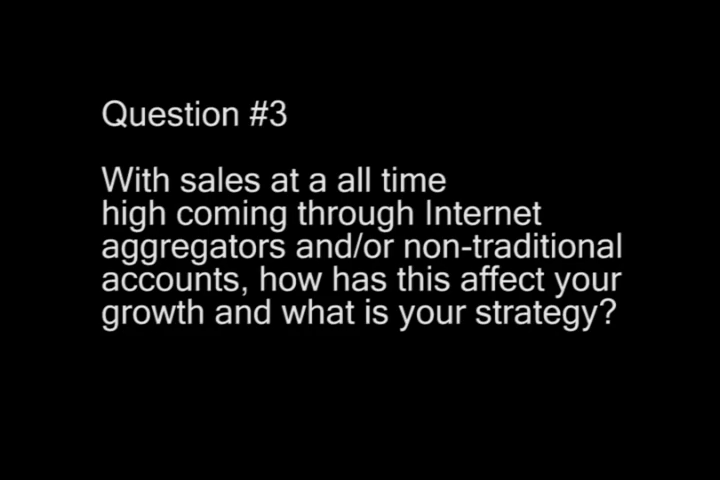 Question #3
With sales at a all time
high coming through Internet
aggregators and/or non-traditional
accounts, how has this affect your
growth and what is your strategy?